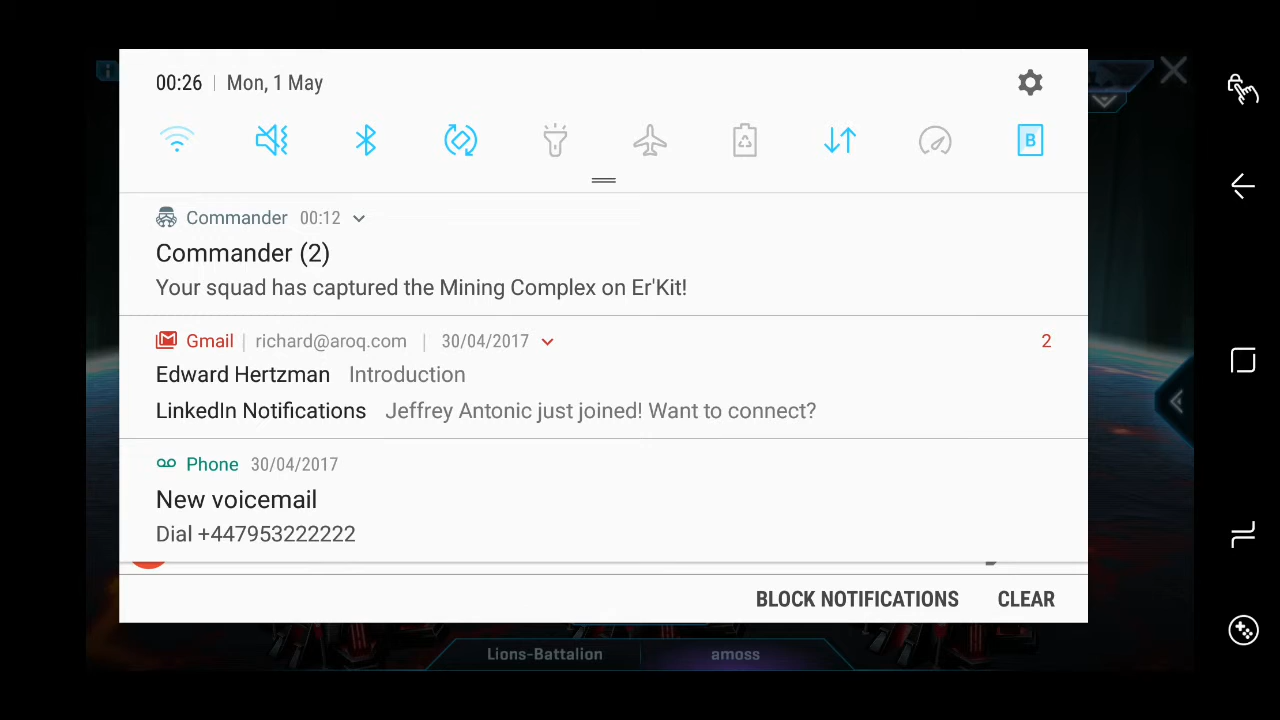 00:26 | Mon, 1 May
B
Commander 00:12
Commander (2)
Your squad has captured the Mining Complex on Er'Kit!
Gmail | richard@aroq.com | 30/04/2017 2
Edward Hertzman Introduction
LinkedIn Notifications Jeffrey Antonic just joined! Want to connect?
Phone 30/04/2017
New voicemail
Dial +447953222222
BLOCK NOTIFICATIONS CLEAR
Lions-Battalion amoss